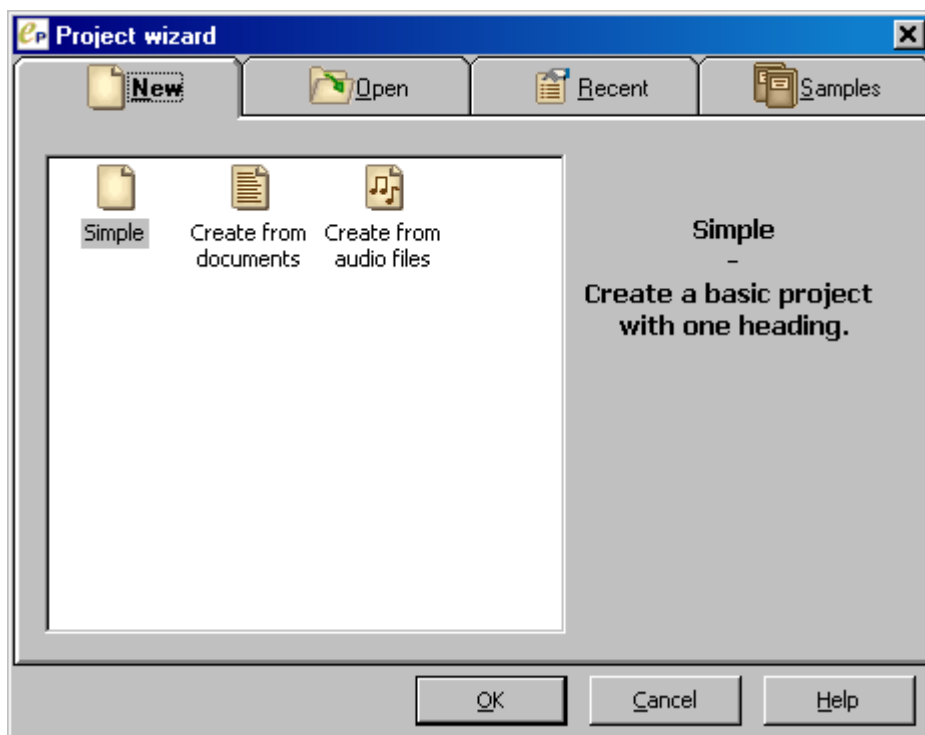 eP Project wizard
New Open Recent Samples
Simple Create from documents Create from audio files
Simple
-
Create a basic project
with one heading.
OK Cancel Help